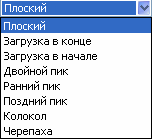 Плоский
Плоский
Загрузка в конце
Загрузка в начале
Двойной пик
Ранний пик
Поздний пик
Колокол
Черепаха